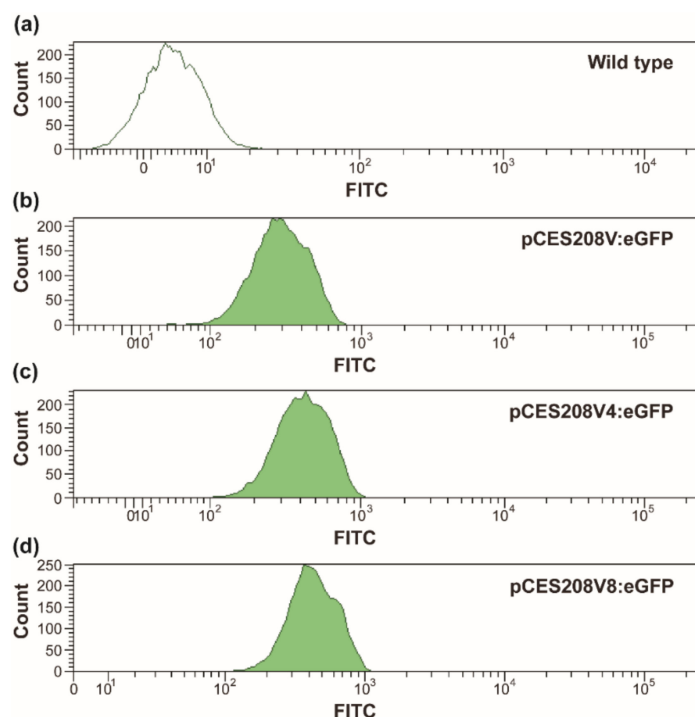 (a)
Count
200
150
100
50
0
Wild type
0 10¹ 10² 10³ 10⁴
FITC
(b)
Count
200
150
100
50
0
pCES208V:eGFP
010¹ 10² 10³ 10⁴ 10⁵
FITC
(c)
Count
200
150
100
50
0
pCES208V4:eGFP
010¹ 10² 10³ 10⁴ 10⁵
FITC
(d)
Count
250
200
150
100
50
0
pCES208V8:eGFP
0 10¹ 10² 10³ 10⁴ 10⁵
FITC